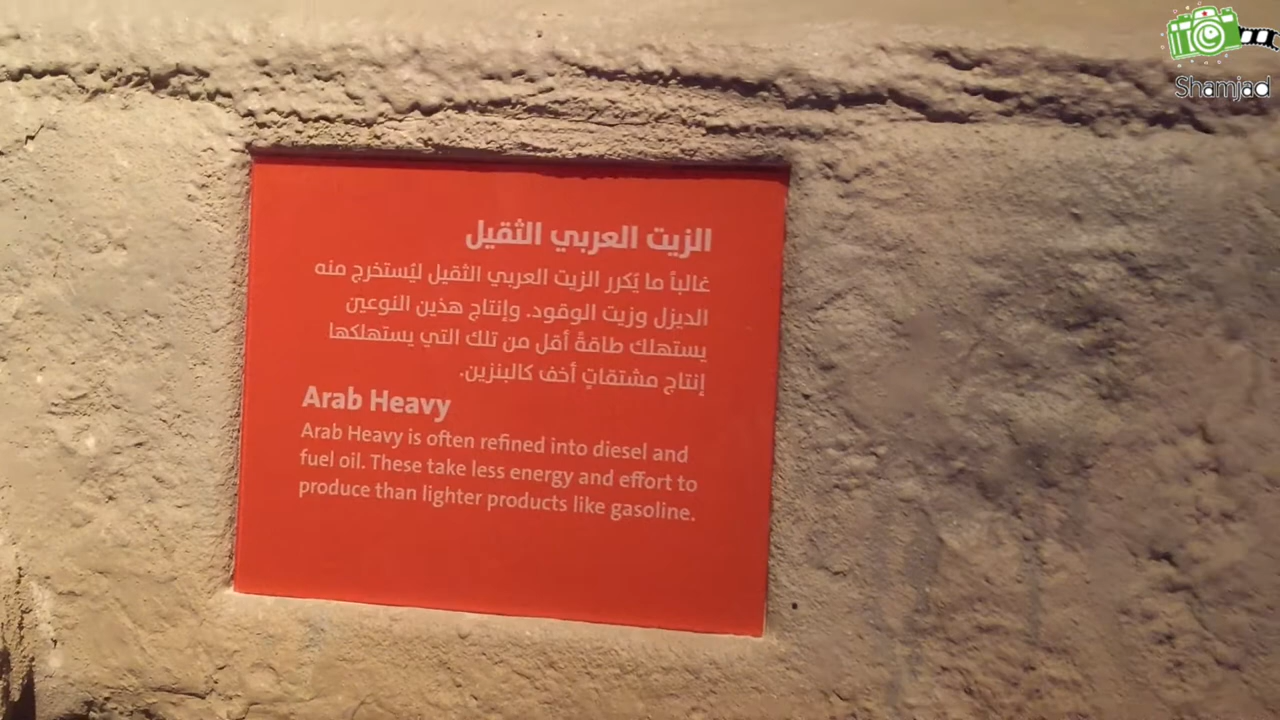 الزيت العربي الثقيل
غالباً ما يُكرر الزيت العربي الثقيل ليُستخرج منه
الديزل وزيت الوقود. وإنتاج هذين النوعين
يستهلك طاقةً أقل من تلك التي يستهلكها
إنتاج مشتقاتٍ أخف كالبنزين.
Arab Heavy
Arab Heavy is often refined into diesel and
fuel oil. These take less energy and effort to
produce than lighter products like gasoline.
Shamjad